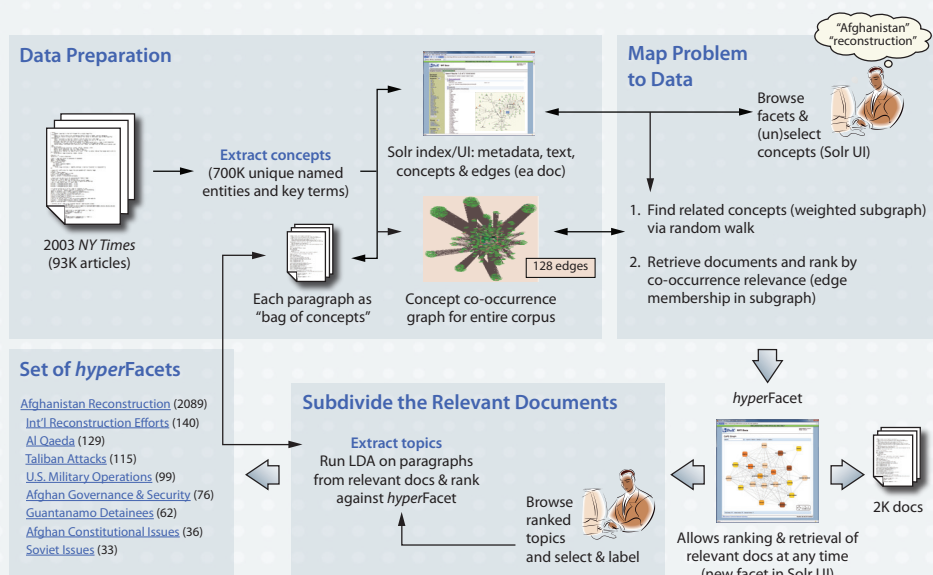 Data Preparation
2003 NY Times
(93K articles)
Extract concepts
(700K unique named
entities and key terms)
Each paragraph as
“bag of concepts”
Solr index/UI: metadata, text,
concepts & edges (ea doc)
128 edges
Concept co-occurrence
graph for entire corpus
Map Problem
to Data
“Afghanistan”
“reconstruction”
Browse
facets &
(un)select
concepts (Solr UI)
1. Find related concepts (weighted subgraph)
via random walk
2. Retrieve documents and rank by
co-occurrence relevance (edge
membership in subgraph)
hyperFacet
2K docs
Allows ranking & retrieval of
relevant docs at any time
(new facet in Solr UI)
Subdivide the Relevant Documents
Extract topics
Run LDA on paragraphs
from relevant docs & rank
against hyperFacet
Browse
ranked
topics
and select & label
Set of hyperFacets
Afghanistan Reconstruction (2089)
Int’l Reconstruction Efforts (140)
Al Qaeda (129)
Taliban Attacks (115)
U.S. Military Operations (99)
Afghan Governance & Security (76)
Guantanamo Detainees (62)
Afghan Constitutional Issues (36)
Soviet Issues (33)